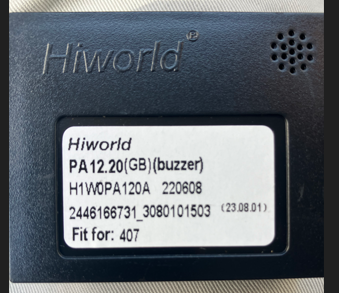 Hiworld®
Hiworld
PA12.20(GB)(buzzer)
H1W0PA120A 220608
2446166731_3080101503 (23.08.01)
Fit for: 407